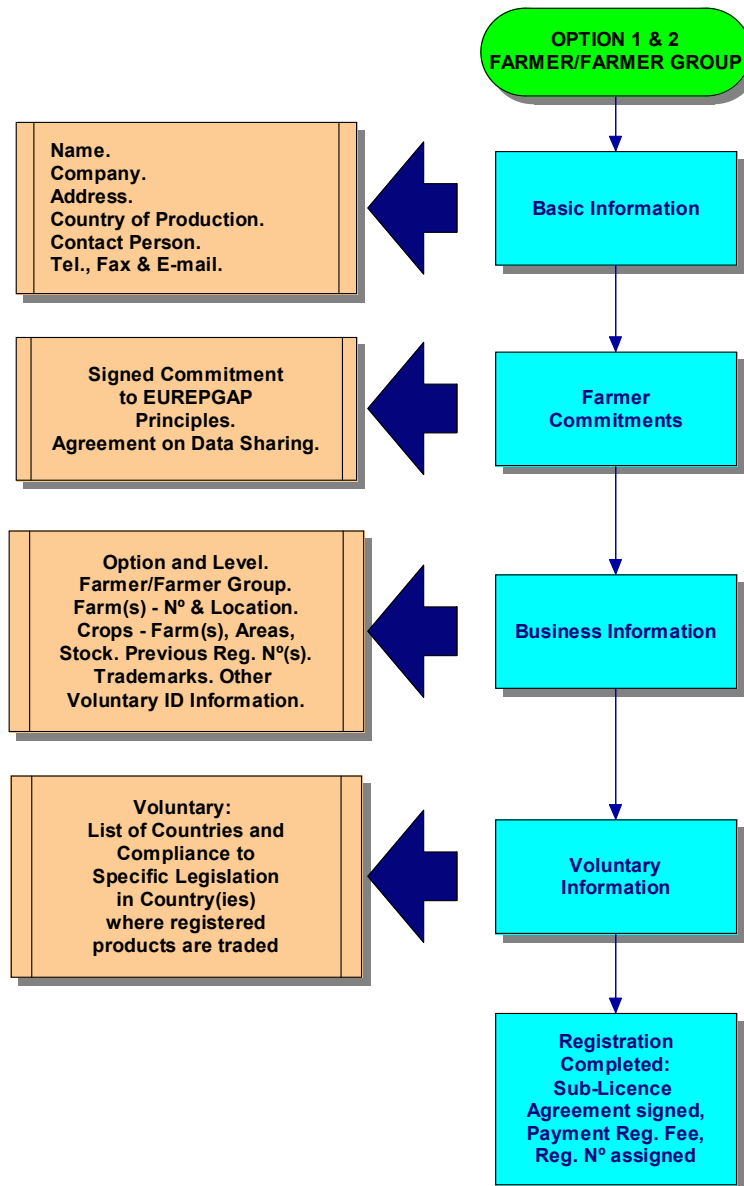 OPTION 1 & 2
FARMER/FARMER GROUP
Name.
Company.
Address.
Country of Production.
Contact Person.
Tel., Fax & E-mail.
Basic Information
Signed Commitment
to EUREPGAP
Principles.
Agreement on Data Sharing.
Farmer
Commitments
Option and Level.
Farmer/Farmer Group.
Farm(s) - Nº & Location.
Crops - Farm(s), Areas,
Stock. Previous Reg. Nº(s).
Trademarks. Other
Voluntary ID Information.
Business Information
Voluntary:
List of Countries and
Compliance to
Specific Legislation
in Country(ies)
where registered
products are traded
Voluntary
Information
Registration
Completed:
Sub-Licence
Agreement signed,
Payment Reg. Fee,
Reg. Nº assigned